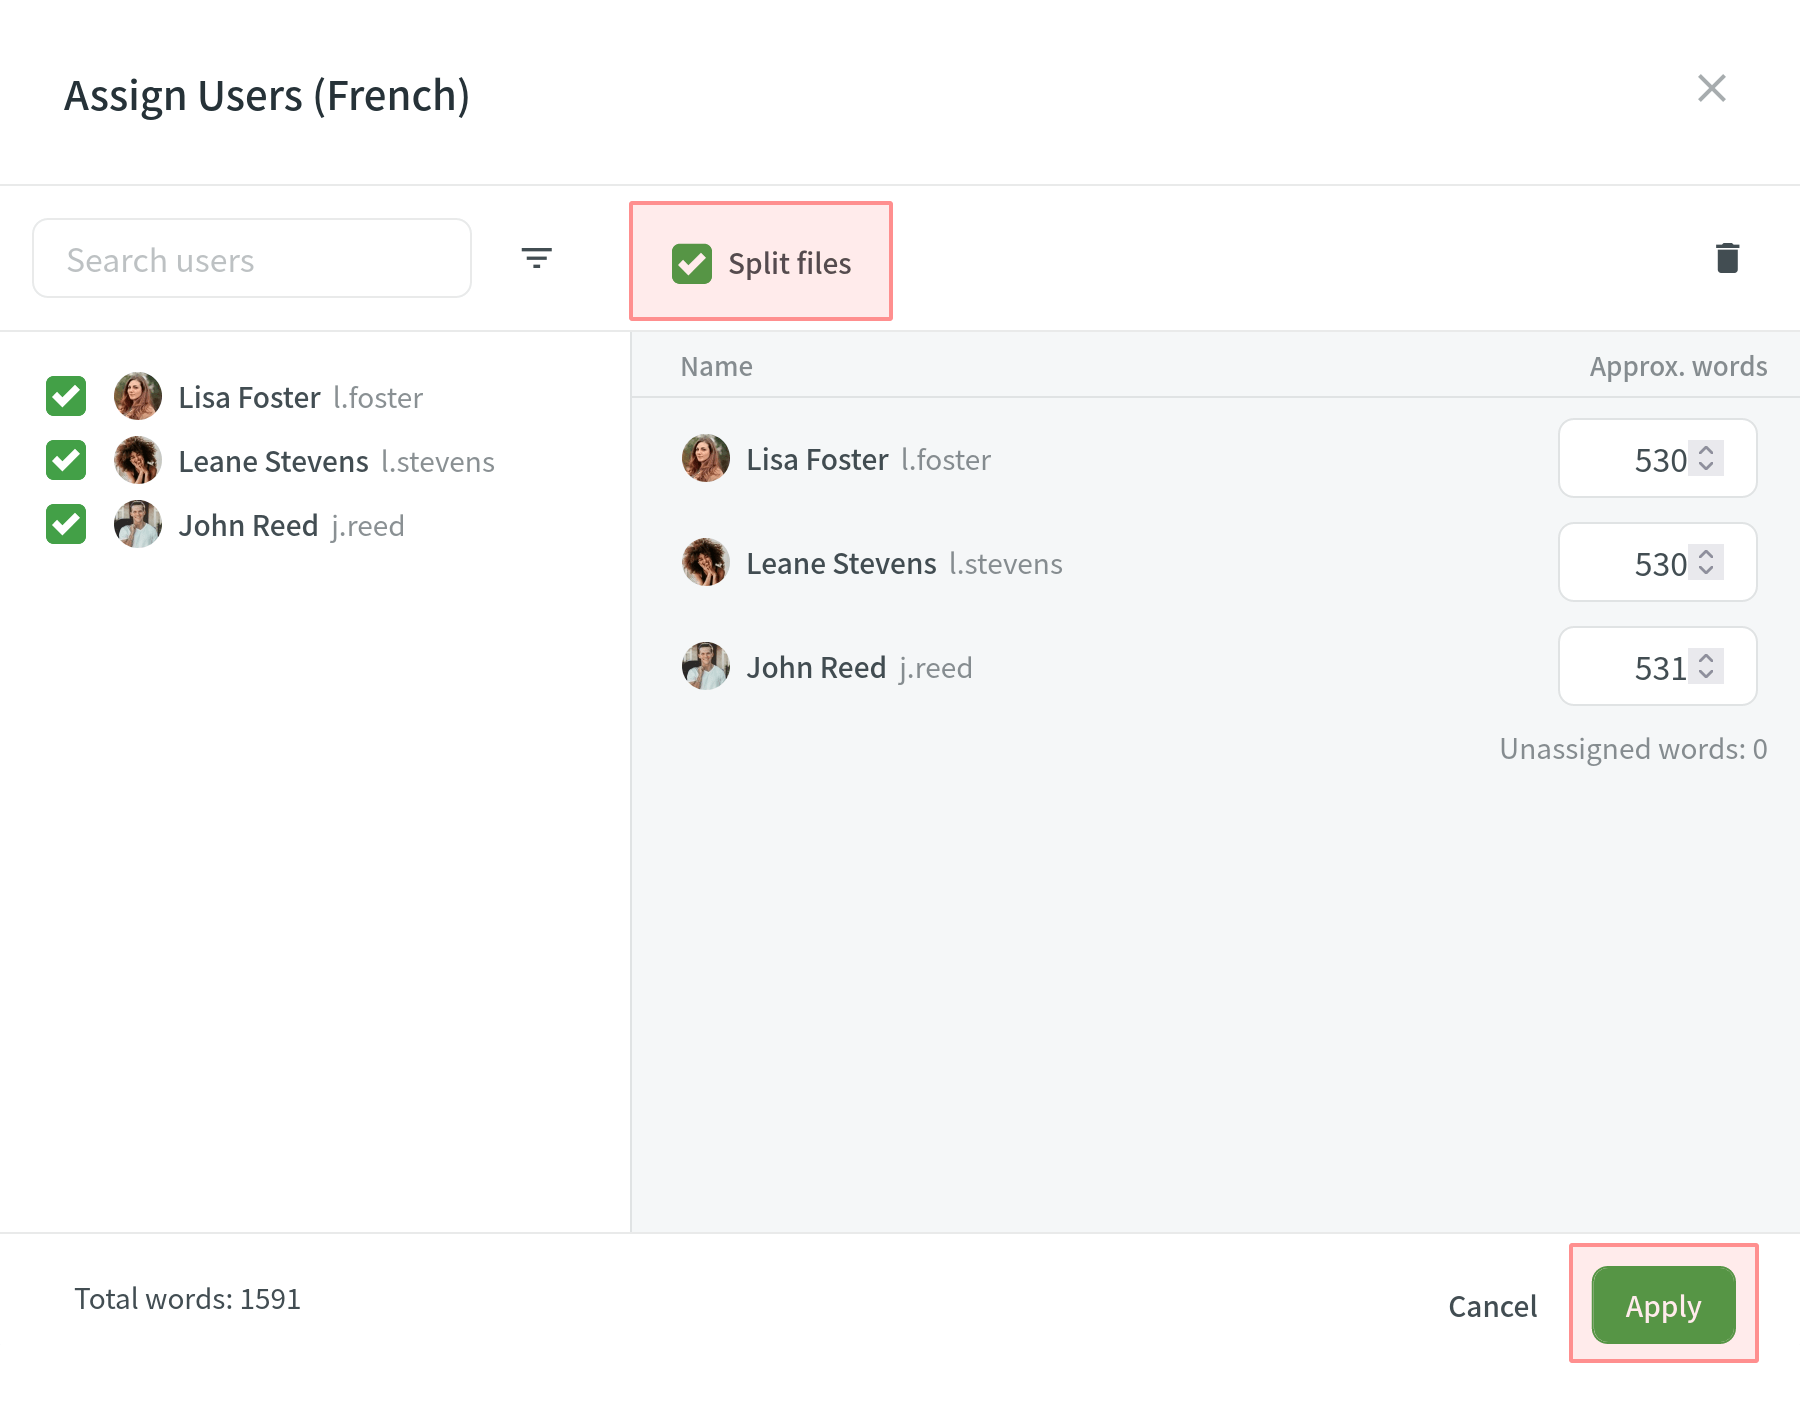 Assign Users (French)
Search users
Split files
Lisa Foster l.foster
Leane Stevens l.stevens
John Reed j.reed
Name Approx. words
Lisa Foster l.foster 530
Leane Stevens l.stevens 530
John Reed j.reed 531
Unassigned words: 0
Total words: 1591
Cancel Apply